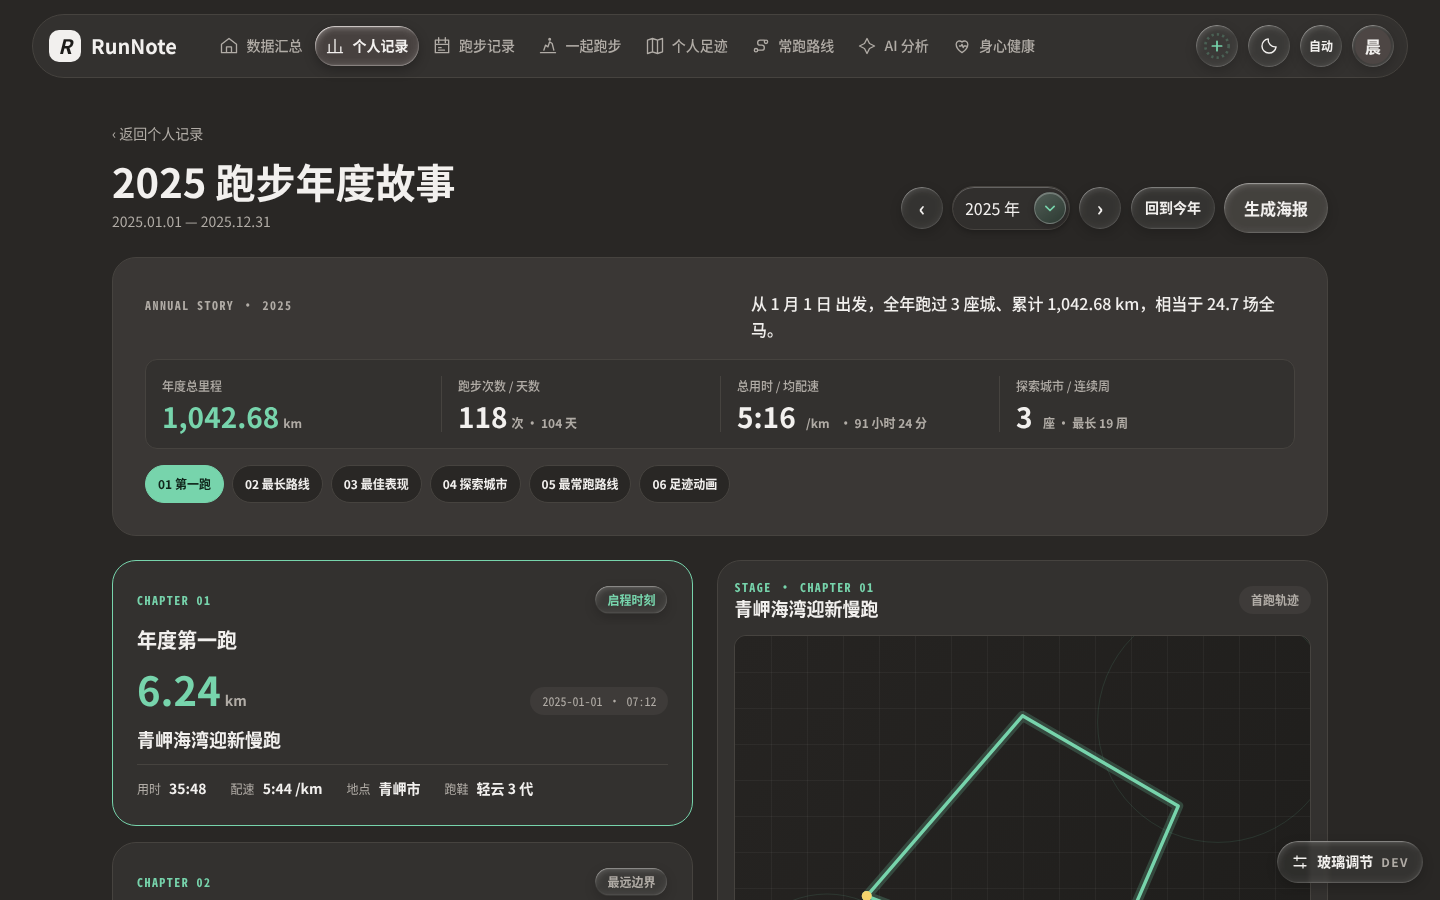 R RunNote 数据汇总 个人记录 跑步记录 一起跑步 个人足迹 常跑路线 AI 分析 身心健康 自动 晨
‹ 返回个人记录
2025 跑步年度故事
2025.01.01 — 2025.12.31
‹ 2025 年 › 回到今年 生成海报
ANNUAL STORY • 2025
从 1 月 1 日 出发，全年跑过 3 座城、累计 1,042.68 km，相当于 24.7 场全
马。
年度总里程 跑步次数 / 天数 总用时 / 均配速 探索城市 / 连续周
1,042.68 km 118 次 • 104 天 5:16 /km • 91 小时 24 分 3 座 • 最长 19 周
01 第一跑 02 最长路线 03 最佳表现 04 探索城市 05 最常跑路线 06 足迹动画
CHAPTER 01 启程时刻
年度第一跑
6.24 km 2025-01-01 • 07:12
青岬海湾迎新慢跑
用时 35:48 配速 5:44 /km 地点 青岬市 跑鞋 轻云 3 代
CHAPTER 02 最远边界
STAGE • CHAPTER 01
青岬海湾迎新慢跑 首跑轨迹
玻璃调节 DEV